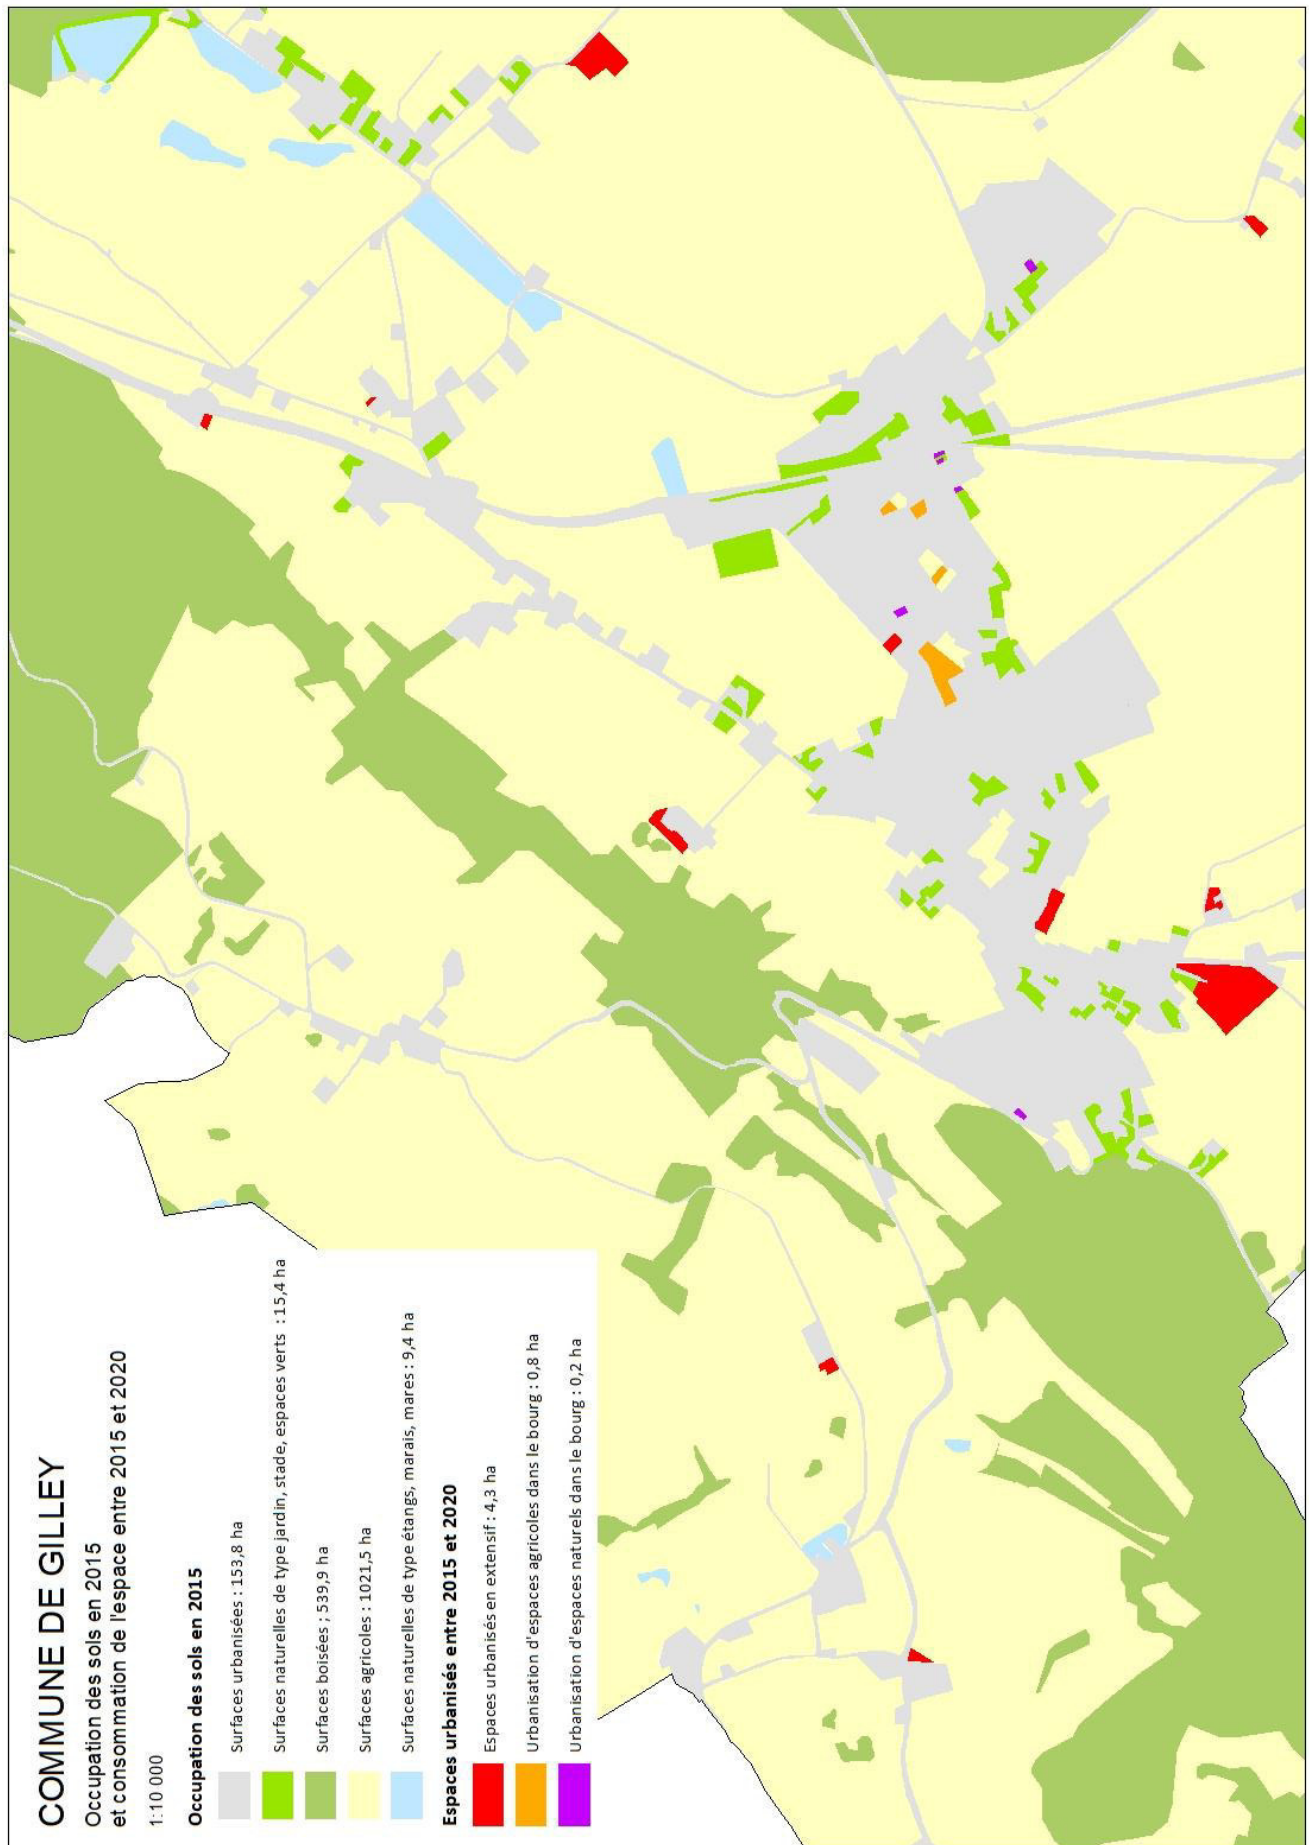 COMMUNE DE GILLEY
Occupation des sols en 2015
et consommation de l'espace entre 2015 et 2020
1:10 000
Occupation des sols en 2015
Surfaces urbanisées : 153,8 ha
Surfaces naturelles de type jardin, stade, espaces verts : 15,4 ha
Surfaces boisées ; 539,9 ha
Surfaces agricoles : 1021,5 ha
Surfaces naturelles de type étangs, marais, mares : 9,4 ha
Espaces urbanisés entre 2015 et 2020
Espaces urbanisés en extensif : 4,3 ha
Urbanisation d'espaces agricoles dans le bourg : 0,8 ha
Urbanisation d'espaces naturels dans le bourg : 0,2 ha